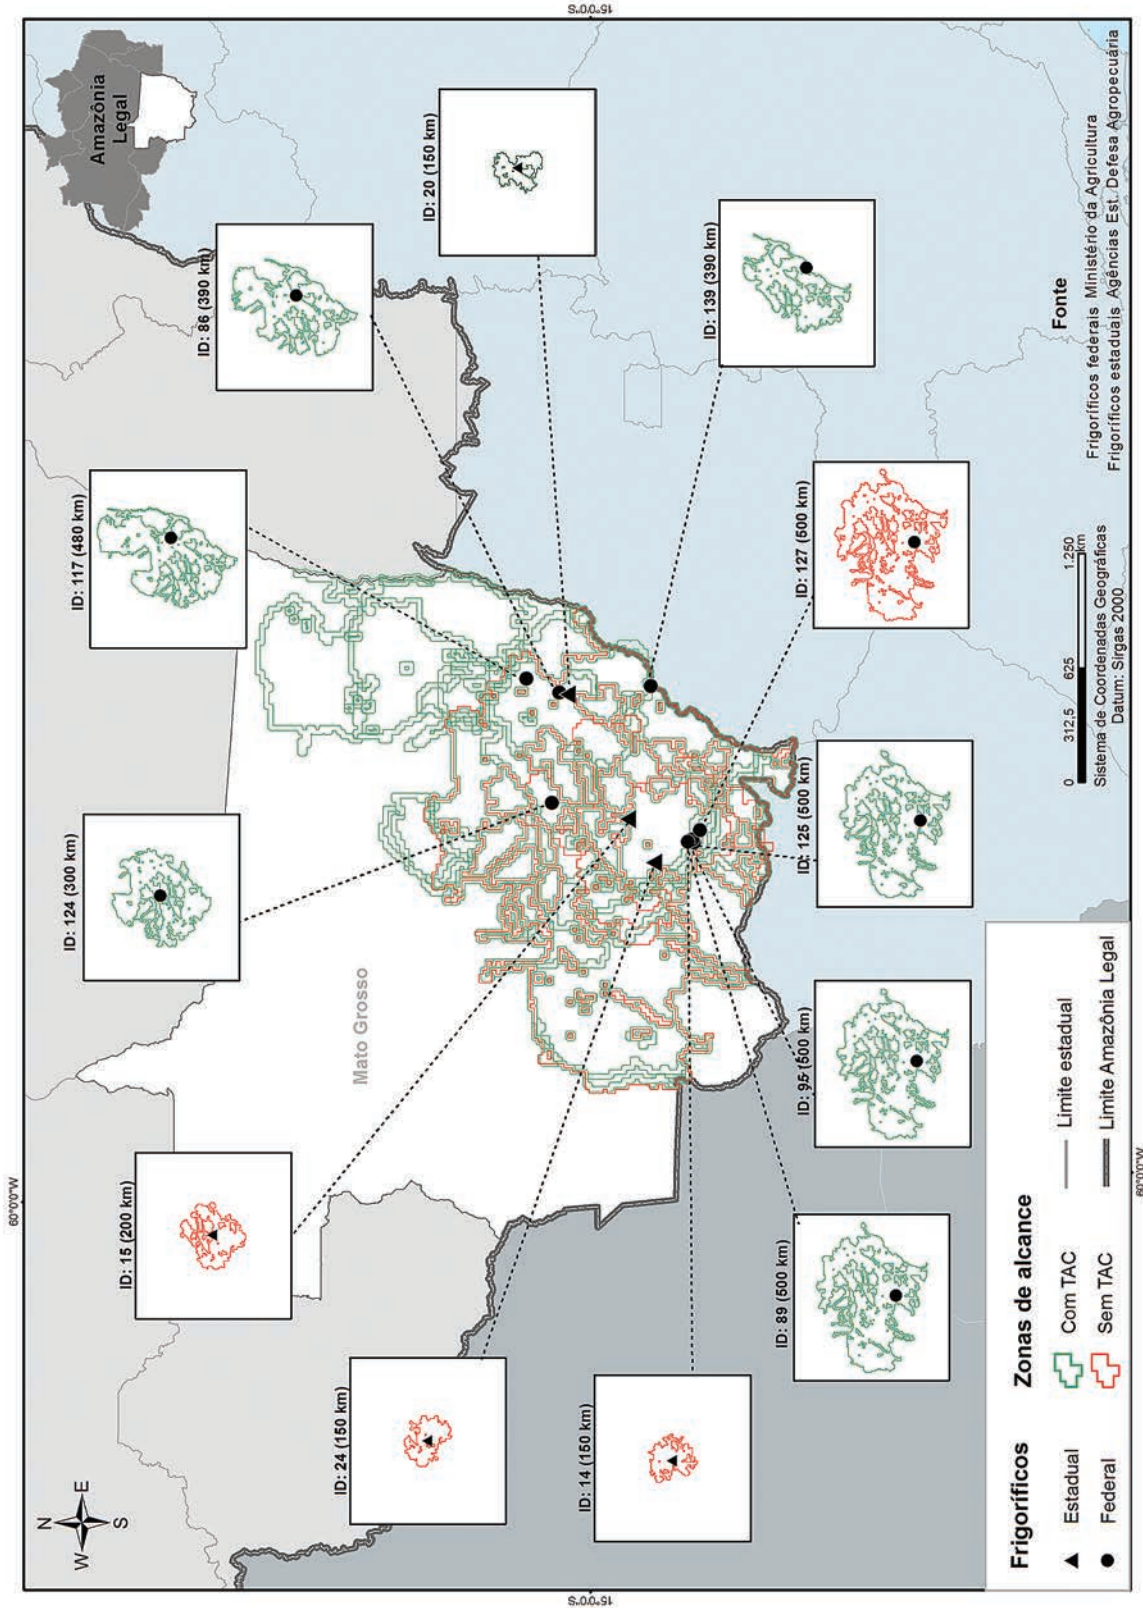 60°0'0"W
15°0'0"S
N
W
E
S
Amazônia
Legal
ID: 24 (150 km)
ID: 15 (200 km)
ID: 124 (300 km)
ID: 117 (480 km)
ID: 86 (390 km)
ID: 20 (150 km)
Mato Grosso
ID: 14 (150 km)
ID: 89 (500 km)
ID: 95 (500 km)
ID: 125 (500 km)
ID: 127 (600 km)
ID: 139 (390 km)
Frigoríficos
Estadual
Federal
Zonas de alcance
Com TAC
Sem TAC
Limite estadual
Limite Amazônia Legal
0 312,5 625 1.250
km
Sistema de Coordenadas Geográficas
Datum: Sirgas 2000
Fonte
Frigoríficos federais Ministério da Agricultura
Frigoríficos estaduais Agências Est. Defesa Agropecuária
15°0'0"S
60°0'0"W